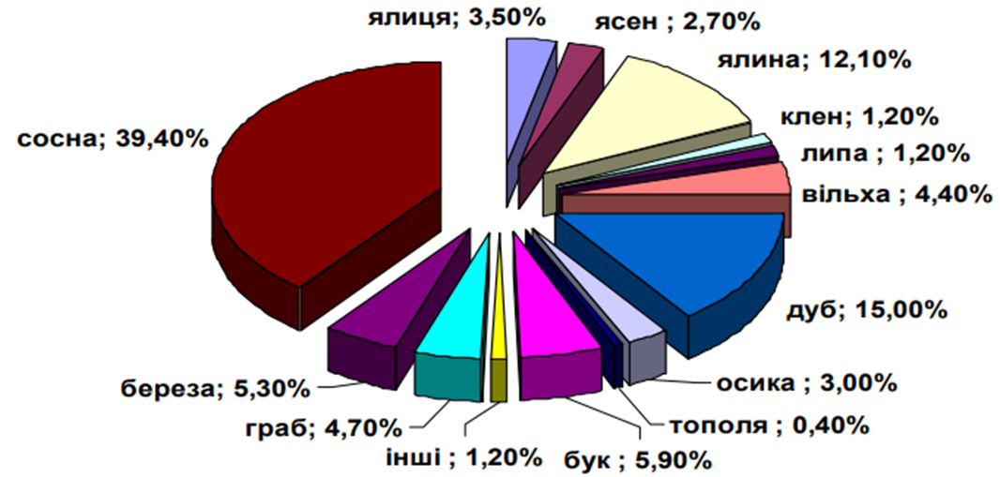 ялиця; 3,50%
ясен ; 2,70%
ялина; 12,10%
клен; 1,20%
липа ; 1,20%
вільха ; 4,40%
дуб; 15,00%
осика ; 3,00%
тополя ; 0,40%
бук ; 5,90%
інші ; 1,20%
граб; 4,70%
береза; 5,30%
сосна; 39,40%